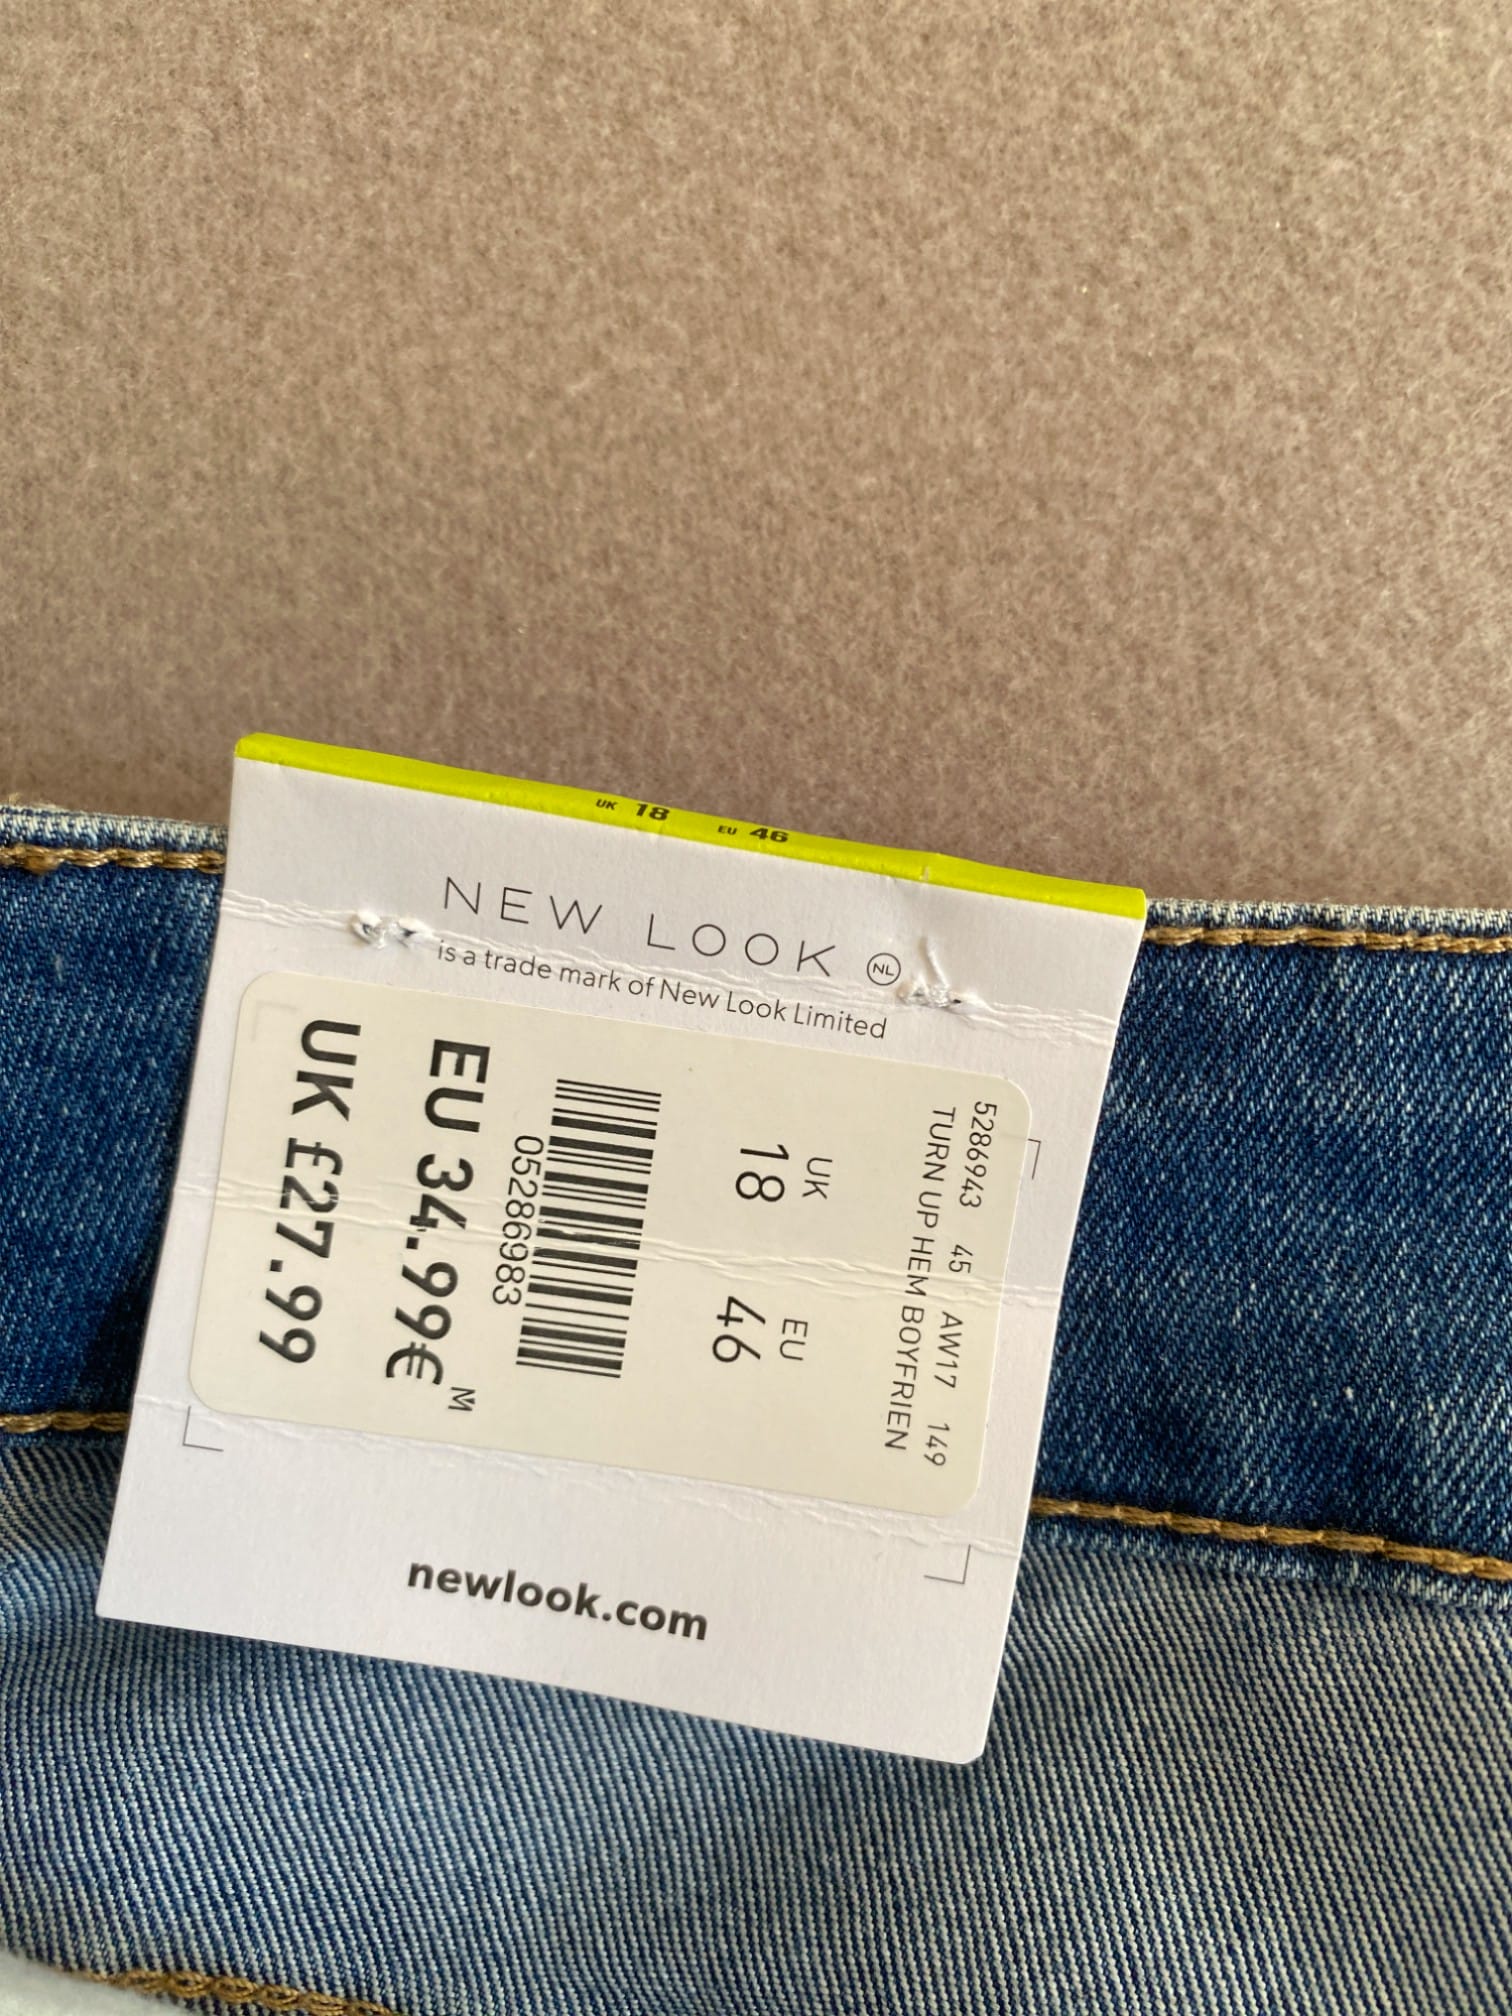 UK 18 EU 46
NEW LOOK NL
is a trade mark of New Look Limited
5286943 45 AW17 149
TURN UP HEM BOYFRIEN
UK EU
18 46
05286983
EU 34.99€ M
UK £27.99
newlook.com